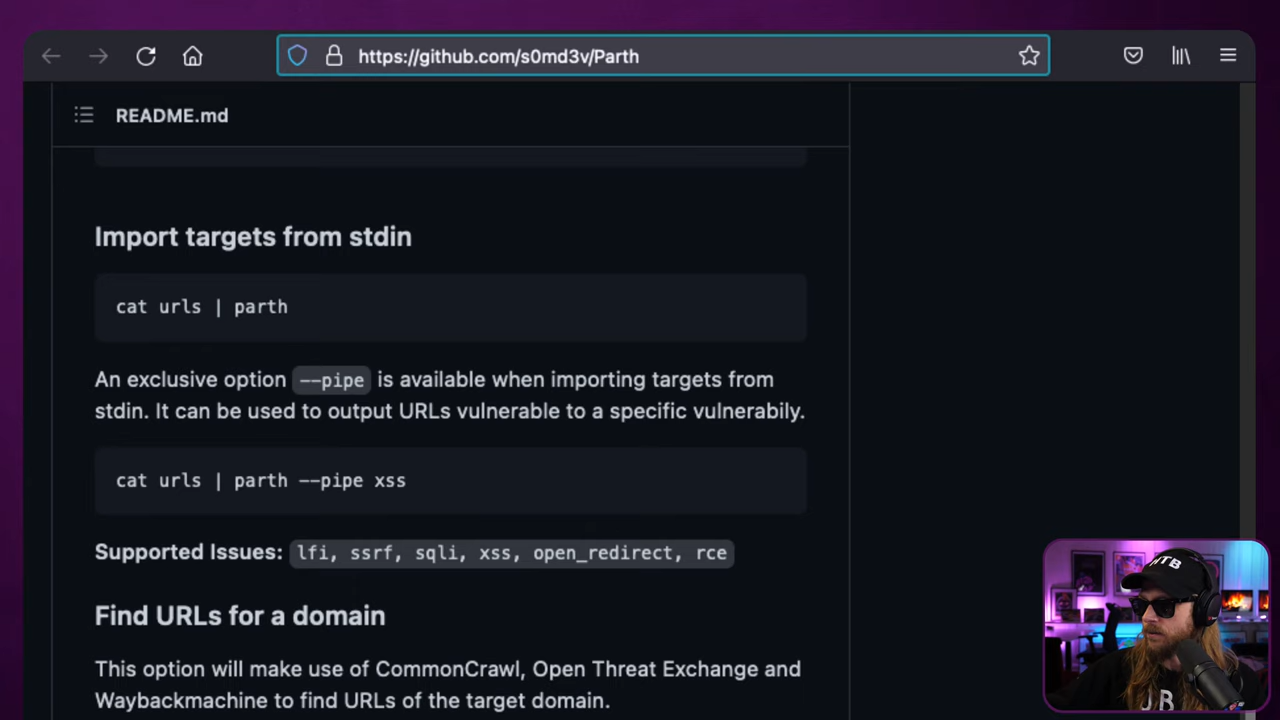 https://github.com/s0md3v/Parth
README.md
Import targets from stdin
cat urls | parth
An exclusive option --pipe is available when importing targets from
stdin. It can be used to output URLs vulnerable to a specific vulnerabily.
cat urls | parth --pipe xss
Supported Issues: lfi, ssrf, sqli, xss, open_redirect, rce
Find URLs for a domain
This option will make use of CommonCrawl, Open Threat Exchange and
Waybackmachine to find URLs of the target domain.